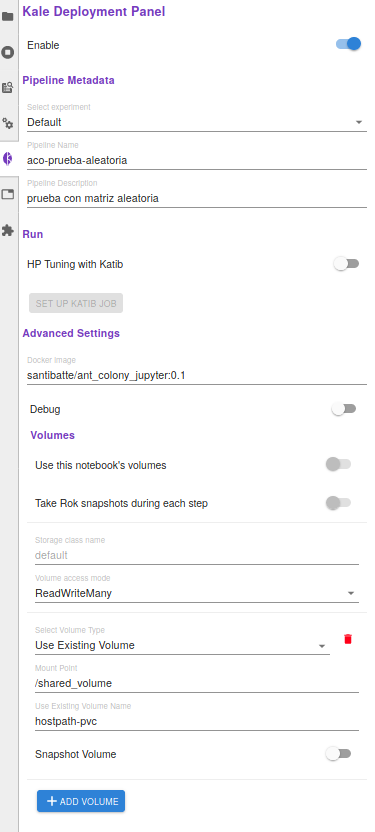 Kale Deployment Panel
Enable
Pipeline Metadata
Select experiment
Default
Pipeline Name
aco-prueba-aleatoria
Pipeline Description
prueba con matriz aleatoria
Run
HP Tuning with Katib
SET UP KATIB JOB
Advanced Settings
Docker Image
santibatte/ant_colony_jupyter:0.1
Debug
Volumes
Use this notebook's volumes
Take Rok snapshots during each step
Storage class name
default
Volume access mode
ReadWriteMany
Select Volume Type
Use Existing Volume
Mount Point
/shared_volume
Use Existing Volume Name
hostpath-pvc
Snapshot Volume
+ ADD VOLUME